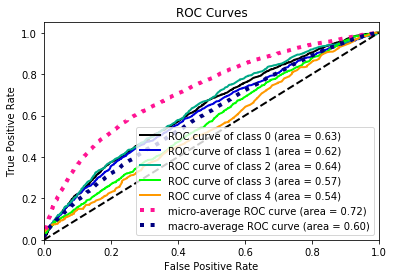 ROC Curves
True Positive Rate
1.0
0.8
0.6
0.4
0.2
0.0
ROC curve of class 0 (area = 0.63)
ROC curve of class 1 (area = 0.62)
ROC curve of class 2 (area = 0.64)
ROC curve of class 3 (area = 0.57)
ROC curve of class 4 (area = 0.54)
micro-average ROC curve (area = 0.72)
macro-average ROC curve (area = 0.60)
0.0 0.2 0.4 0.6 0.8 1.0
False Positive Rate